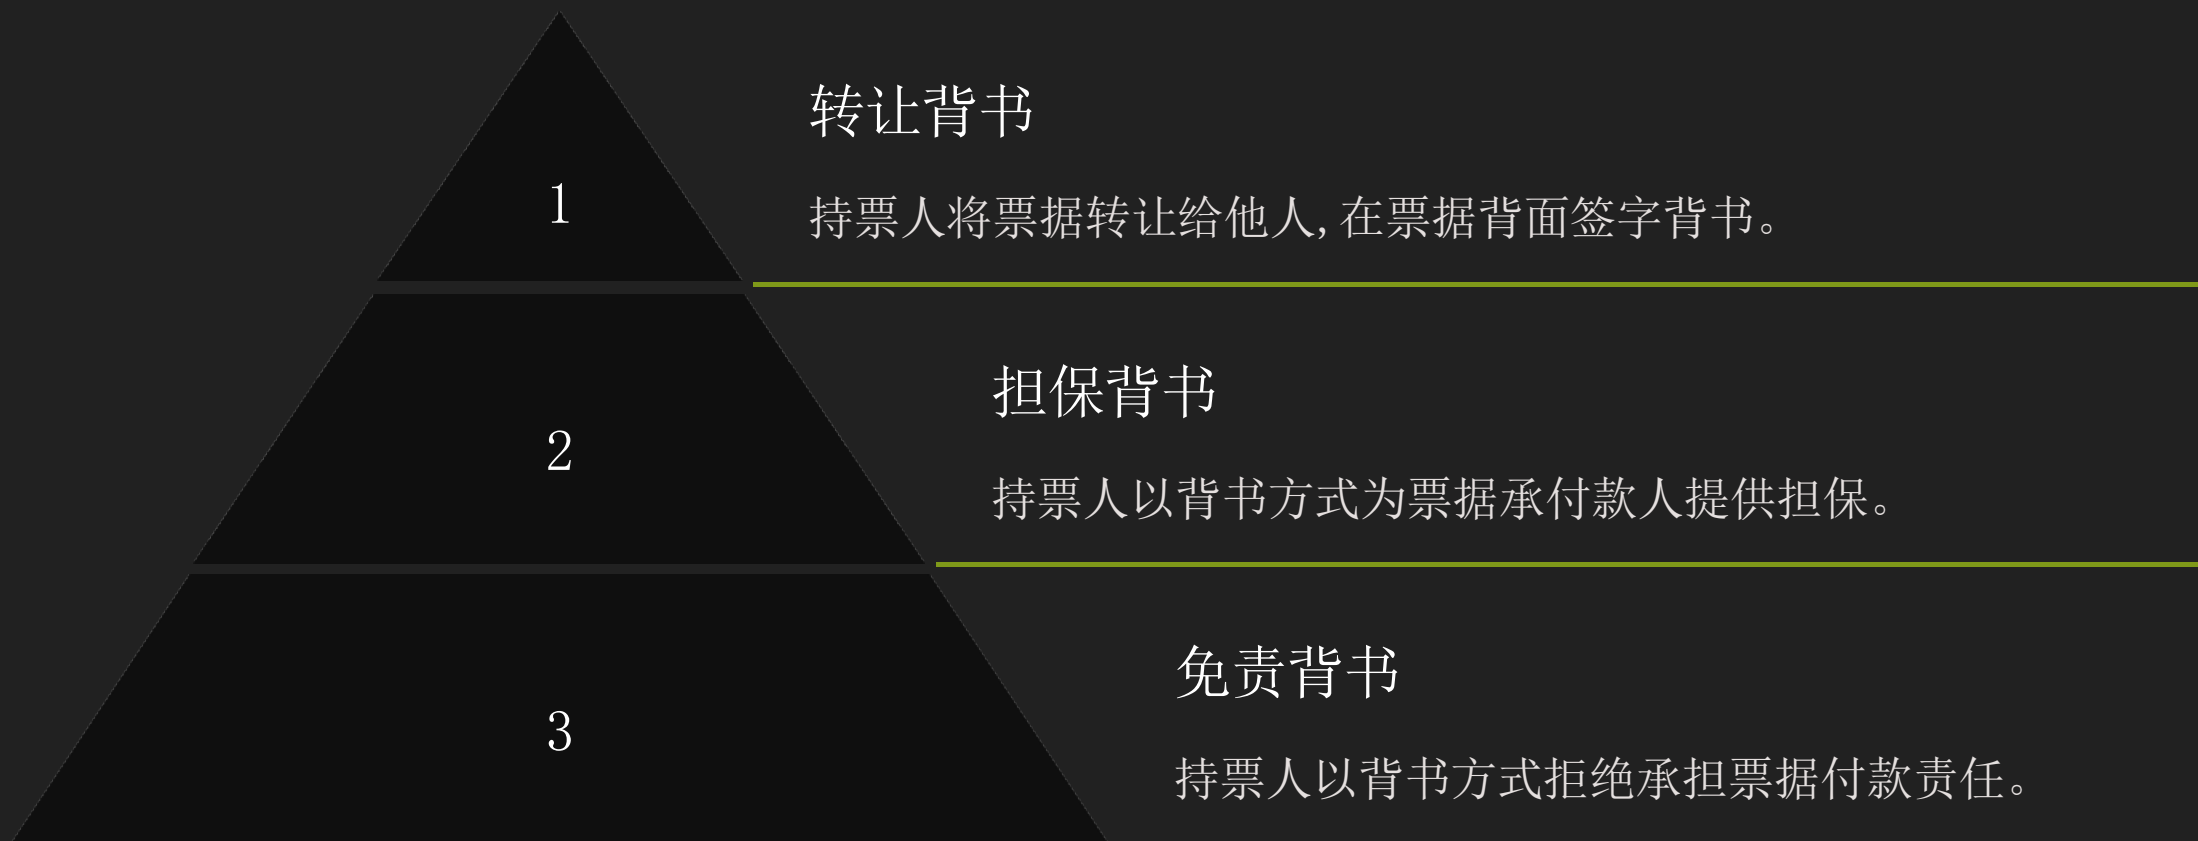 1
转让背书
持票人将票据转让给他人,在票据背面签字背书。
2
担保背书
持票人以背书方式为票据承付款人提供担保。
3
免责背书
持票人以背书方式拒绝承担票据付款责任。